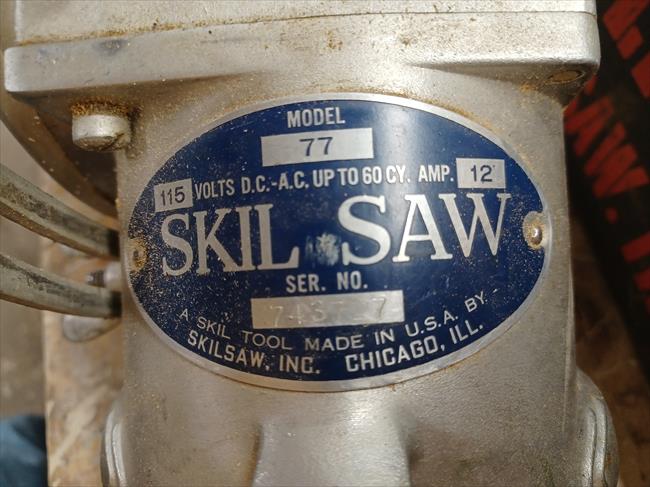 MODEL
77
115 VOLTS D.C.-A.C. UP TO 60 CY. AMP. 12
SKIL SAW
SER. NO.
A SKIL TOOL MADE IN U.S.A. BY -
SKILSAW, INC. CHICAGO, ILL.
SAW.